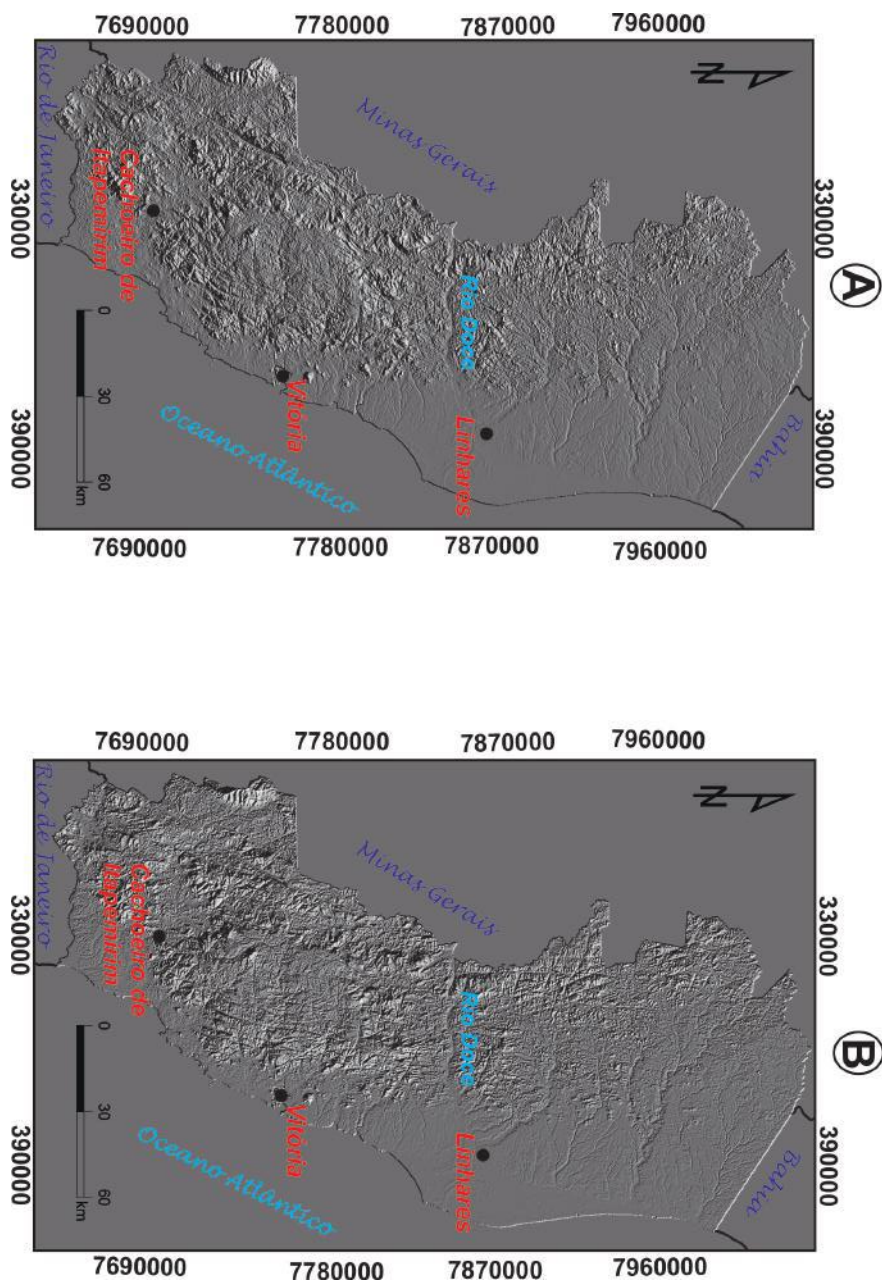 A
330000 390000
N
Bahia
7960000 7960000
Minas Gerais
7870000 7870000
Rio Doce
Linhares
7780000 7780000
Vitória
Oceano Atlântico
7690000 7690000
Cachoeiro de
Itapemirim
0 30 60
km
Rio de Janeiro
330000 390000
B
330000 390000
N
Bahia
7960000 7960000
Minas Gerais
7870000 7870000
Rio Doce
Linhares
7780000 7780000
Vitória
Oceano Atlântico
7690000 7690000
Cachoeiro de
Itapemirim
0 30 60
km
Rio de Janeiro
330000 390000